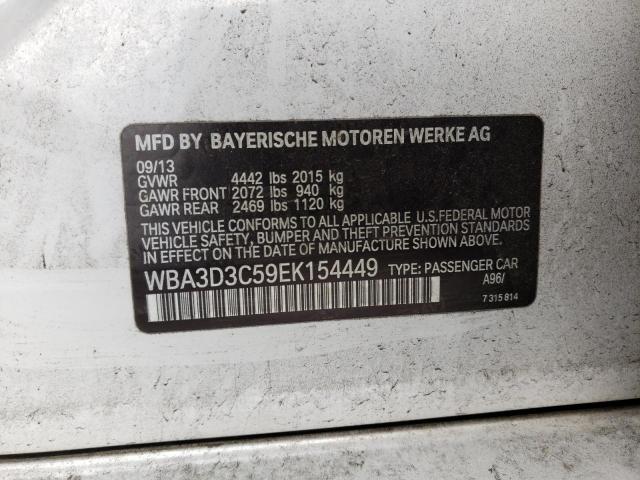 MFD BY BAYERISCHE MOTOREN WERKE AG
09/13
GVWR 4442 lbs 2015 kg
GAWR FRONT 2072 lbs 940 kg
GAWR REAR 2469 lbs 1120 kg
THIS VEHICLE CONFORMS TO ALL APPLICABLE U.S.FEDERAL MOTOR
VEHICLE SAFETY, BUMPER AND THEFT PREVENTION STANDARDS
IN EFFECT ON THE DATE OF MANUFACTURE SHOWN ABOVE.
WBA3D3C59EK154449 TYPE: PASSENGER CAR
A96/
7 315 814